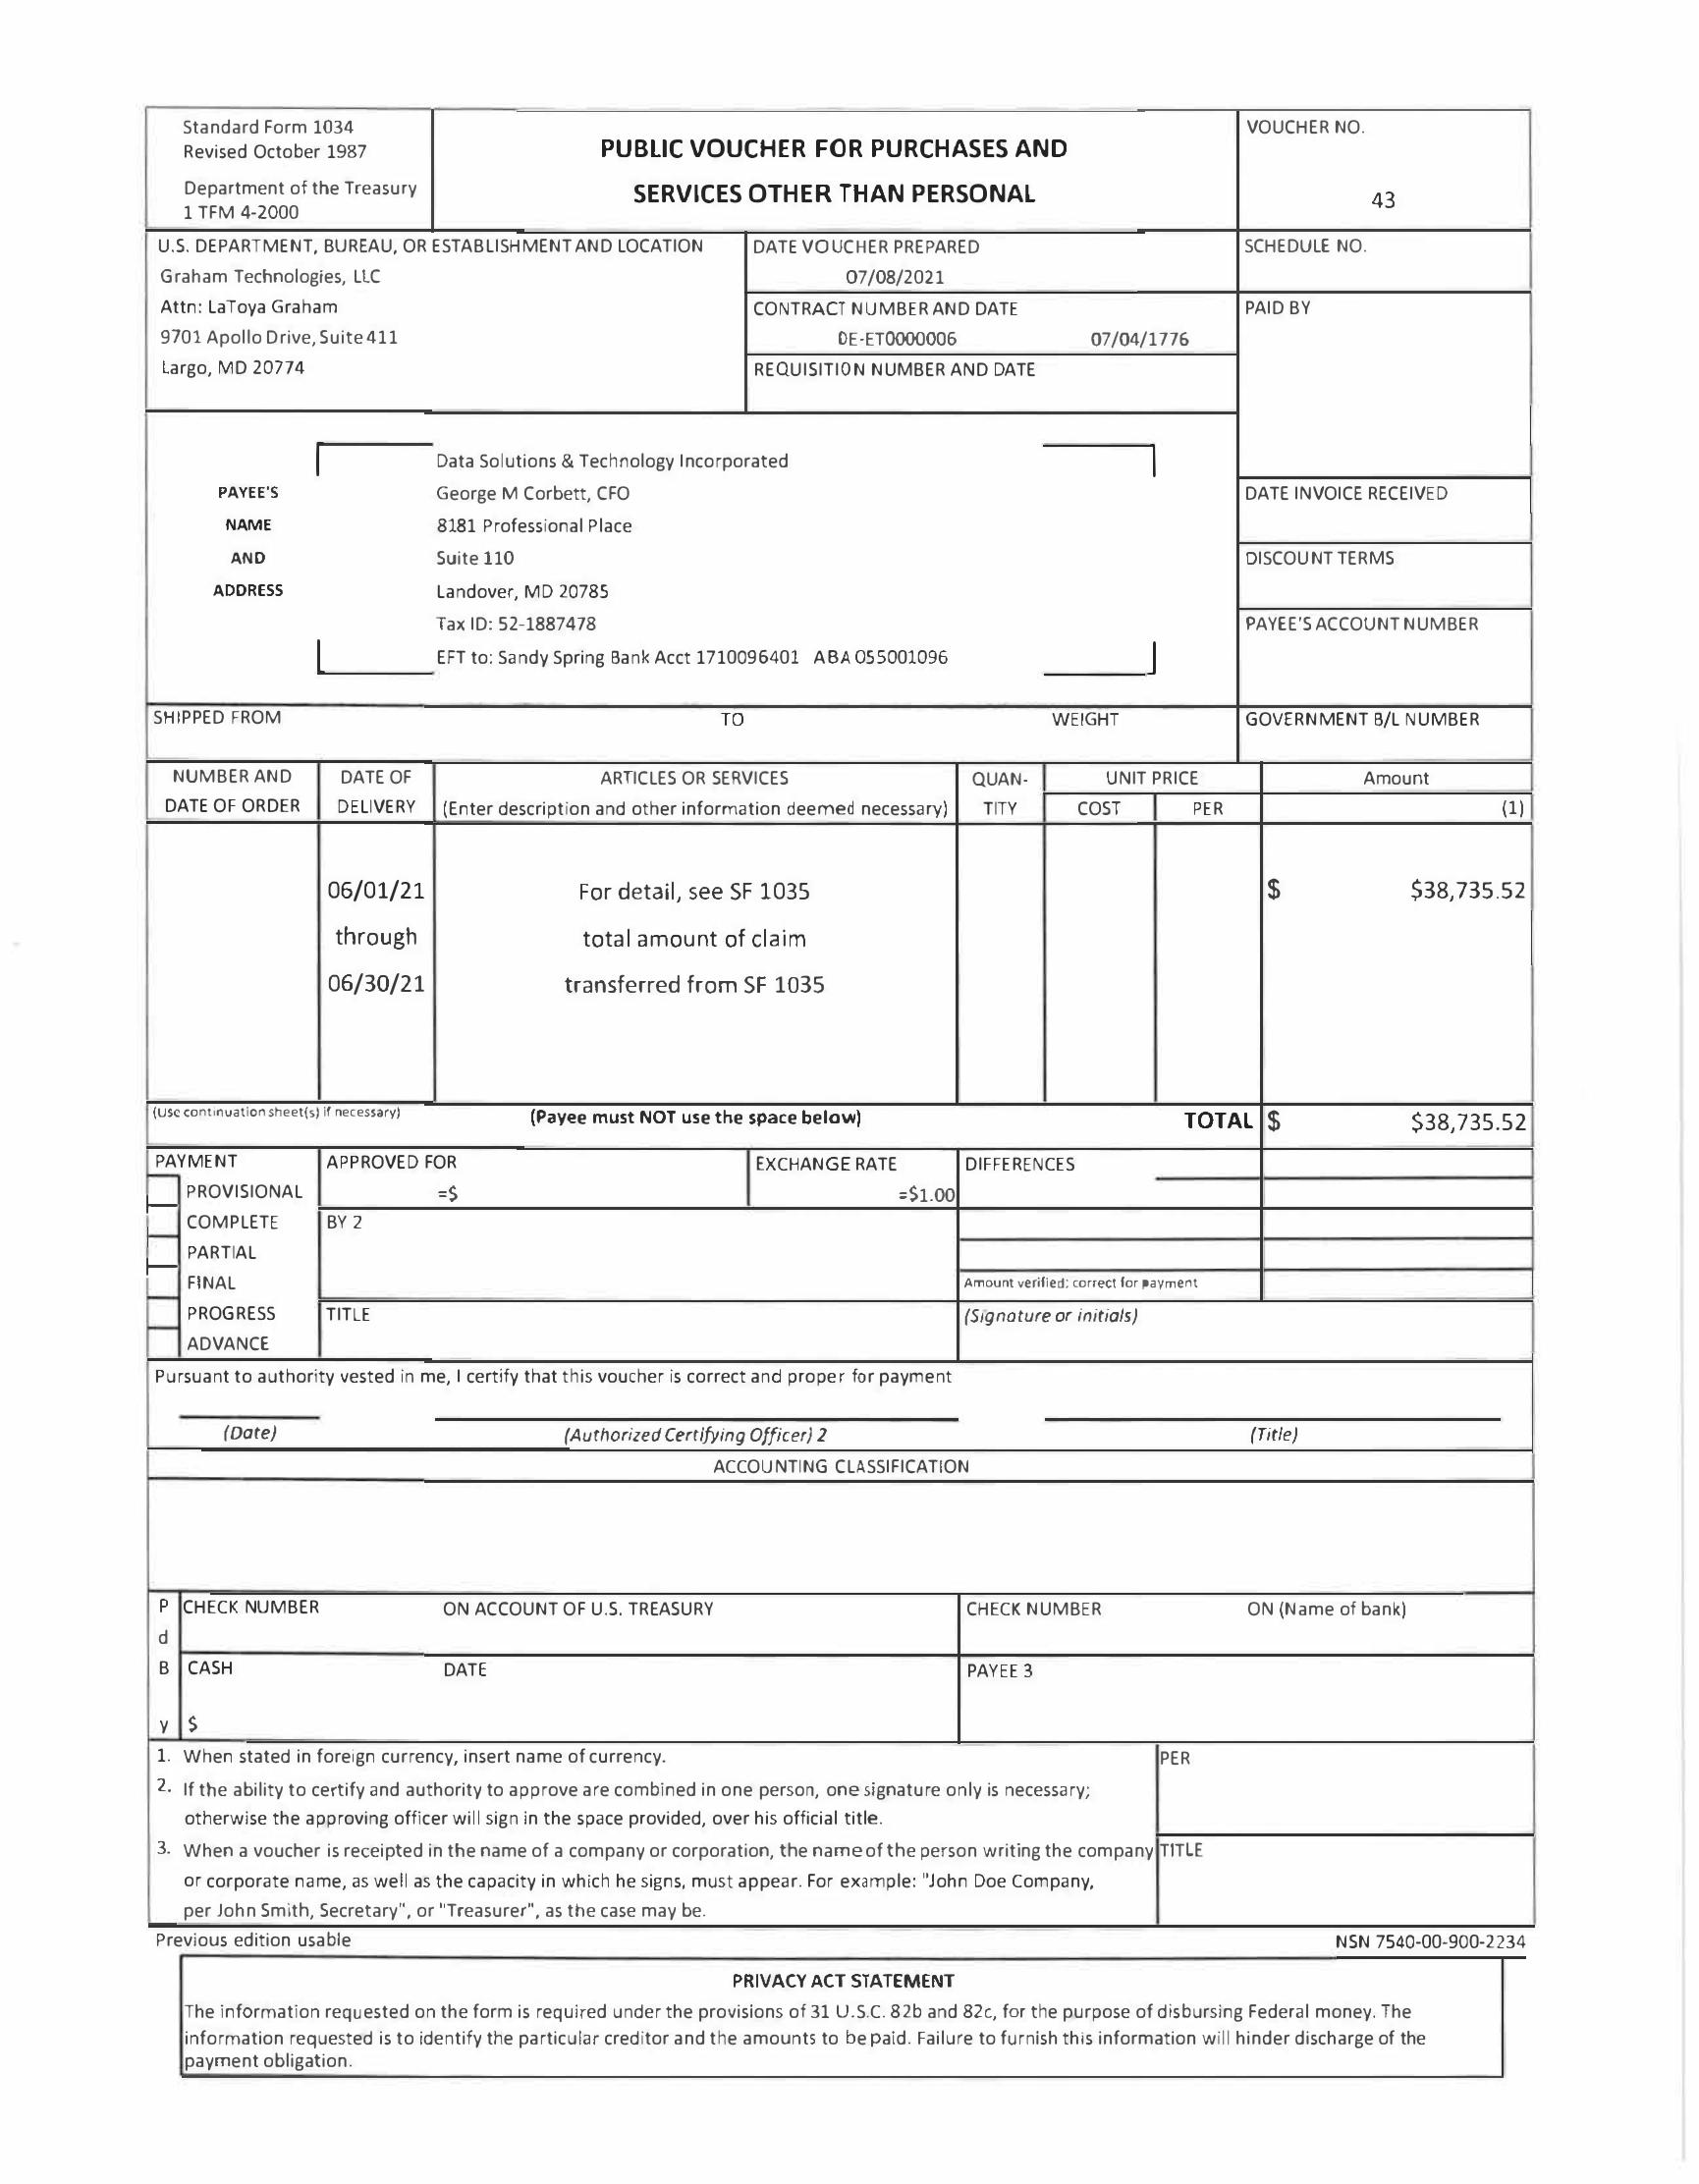 Standard Form 1034
Revised October 1987
Department of the Treasury
1 TFM 4-2000
PUBLIC VOUCHER FOR PURCHASES AND
SERVICES OTHER THAN PERSONAL
VOUCHER NO.
43
U.S. DEPARTMENT, BUREAU, OR ESTABLISHMENT AND LOCATION
Graham Technologies, LLC
Attn: LaToya Graham
9701 Apollo Drive, Suite 411
Largo, MD 20774
DATE VOUCHER PREPARED
07/08/2021
CONTRACT NUMBER AND DATE
DE-ET0000006 07/04/1776
REQUISITION NUMBER AND DATE
SCHEDULE NO.
PAID BY
PAYEE'S
NAME
AND
ADDRESS
Data Solutions & Technology Incorporated
George M Corbett, CFO
8181 Professional Place
Suite 110
Landover, MD 20785
Tax ID: 52-1887478
EFT to: Sandy Spring Bank Acct 1710096401 ABA 055001096
DATE INVOICE RECEIVED
DISCOUNT TERMS
PAYEE'S ACCOUNT NUMBER
SHIPPED FROM TO WEIGHT
GOVERNMENT B/L NUMBER
NUMBER AND
DATE OF ORDER
DATE OF
DELIVERY
ARTICLES OR SERVICES
(Enter description and other information deemed necessary)
QUAN-
TITY
UNIT PRICE
COST PER
Amount
(1)
06/01/21
through
06/30/21
For detail, see SF 1035
total amount of claim
transferred from SF 1035
$ $38,735.52
(Use continuation sheet(s) if necessary) (Payee must NOT use the space below) TOTAL $ $38,735.52
PAYMENT
PROVISIONAL
COMPLETE
PARTIAL
FINAL
PROGRESS
ADVANCE
APPROVED FOR
=$
EXCHANGE RATE
=$1.00
DIFFERENCES
BY 2
Amount verified; correct for payment
TITLE
(Signature or initials)
Pursuant to authority vested in me, I certify that this voucher is correct and proper for payment
(Date) (Authorized Certifying Officer) 2 (Title)
ACCOUNTING CLASSIFICATION
P
d
B
y
CHECK NUMBER ON ACCOUNT OF U.S. TREASURY CHECK NUMBER ON (Name of bank)
CASH DATE PAYEE 3
$
1. When stated in foreign currency, insert name of currency.
2. If the ability to certify and authority to approve are combined in one person, one signature only is necessary;
otherwise the approving officer will sign in the space provided, over his official title.
3. When a voucher is receipted in the name of a company or corporation, the name of the person writing the company
or corporate name, as well as the capacity in which he signs, must appear. For example: "John Doe Company,
per John Smith, Secretary", or "Treasurer", as the case may be.
PER
TITLE
Previous edition usable NSN 7540-00-900-2234
PRIVACY ACT STATEMENT
The information requested on the form is required under the provisions of 31 U.S.C. 82b and 82c, for the purpose of disbursing Federal money. The
information requested is to identify the particular creditor and the amounts to be paid. Failure to furnish this information will hinder discharge of the
payment obligation.